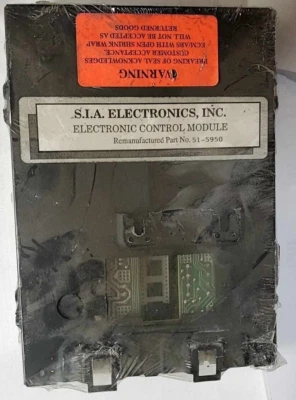 WARNING
BREAKING OF SEAL ACKNOWLEDGES
CUSTOMER ACCEPTANCE.
ECM/ERS WITH OPEN SHRINK WRAP
WILL NOT BE ACCEPTED AS
RETURNED GOODS
S.I.A. ELECTRONICS, INC.
ELECTRONIC CONTROL MODULE
Remanufactured Part No. 51-5950